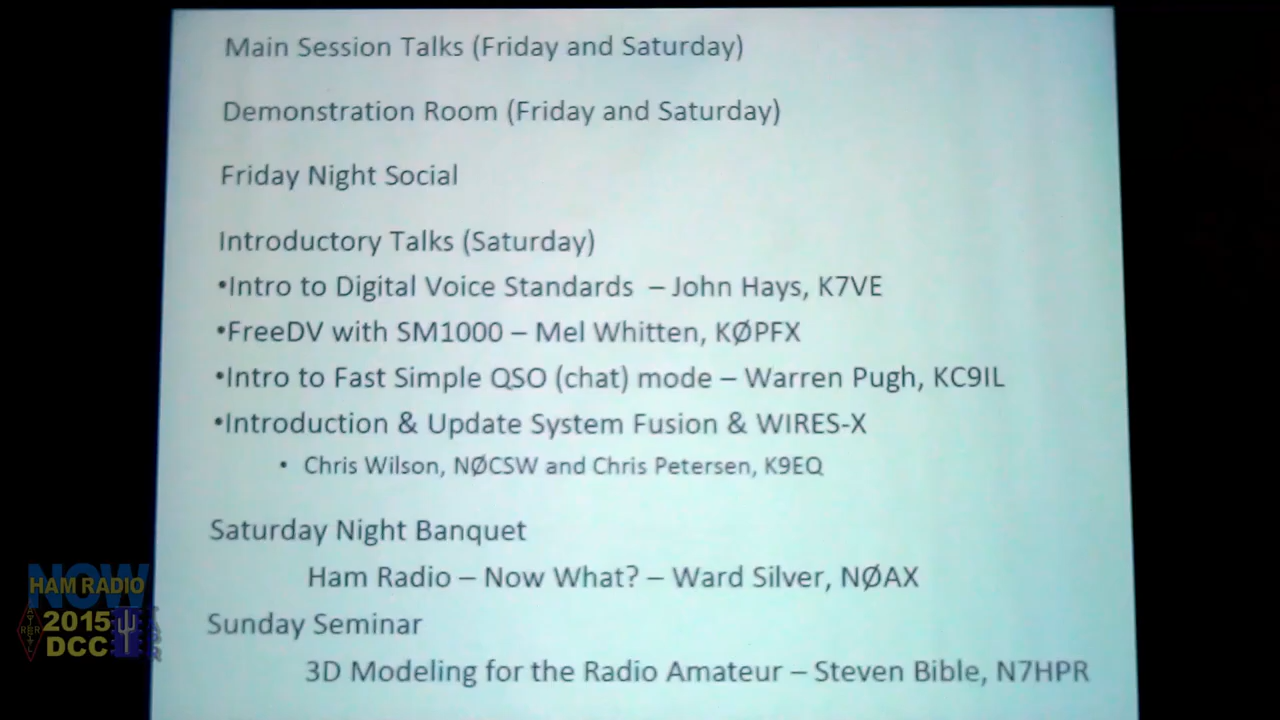 Main Session Talks (Friday and Saturday)
Demonstration Room (Friday and Saturday)
Friday Night Social
Introductory Talks (Saturday)
•Intro to Digital Voice Standards – John Hays, K7VE
•FreeDV with SM1000 – Mel Whitten, KØPFX
•Intro to Fast Simple QSO (chat) mode – Warren Pugh, KC9IL
•Introduction & Update System Fusion & WIRES-X
• Chris Wilson, NØCSW and Chris Petersen, K9EQ
Saturday Night Banquet
Ham Radio – Now What? – Ward Silver, NØAX
Sunday Seminar
3D Modeling for the Radio Amateur – Steven Bible, N7HPR
NOW
HAM RADIO
2015
DCC